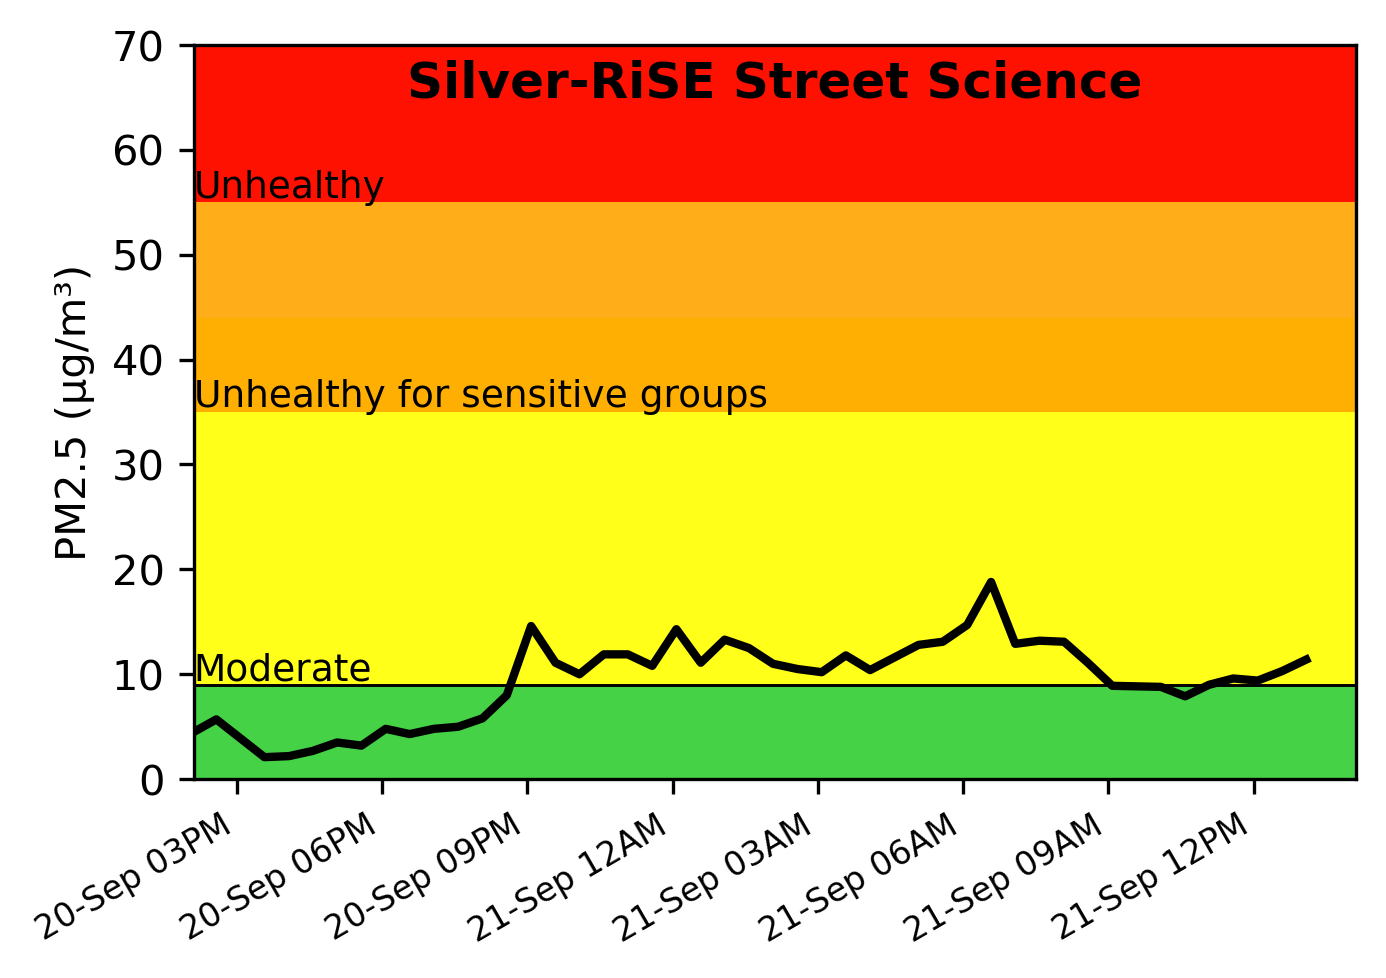 Silver-RiSE Street Science
70
60
50
40
30
20
10
0
PM2.5 (µg/m³)
Unhealthy
Unhealthy for sensitive groups
Moderate
20-Sep 03PM
20-Sep 06PM
20-Sep 09PM
21-Sep 12AM
21-Sep 03AM
21-Sep 06AM
21-Sep 09AM
21-Sep 12PM